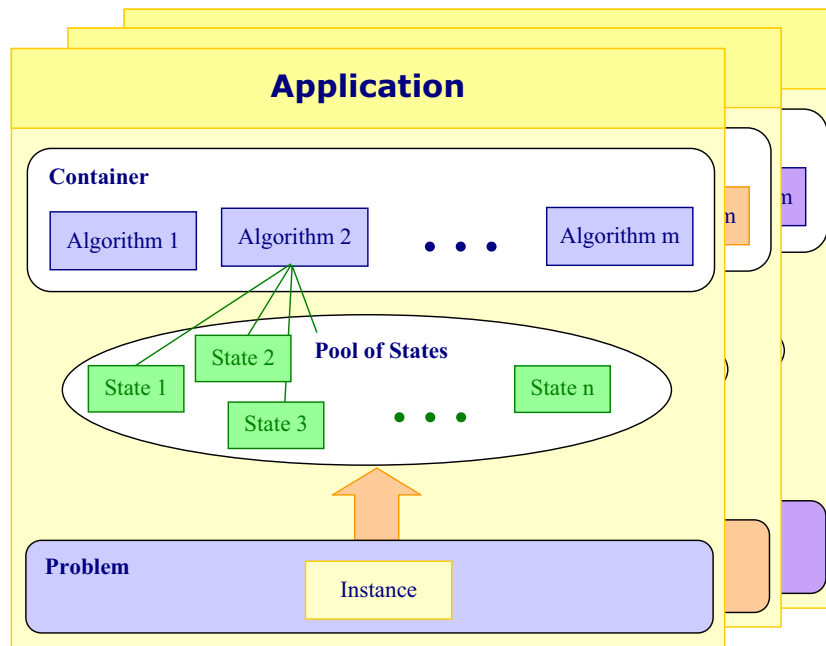 Application
Container
Algorithm 1
Algorithm 2
• • •
Algorithm m
m
m
Pool of States
State 1
State 2
State 3
• • •
State n
Problem
Instance